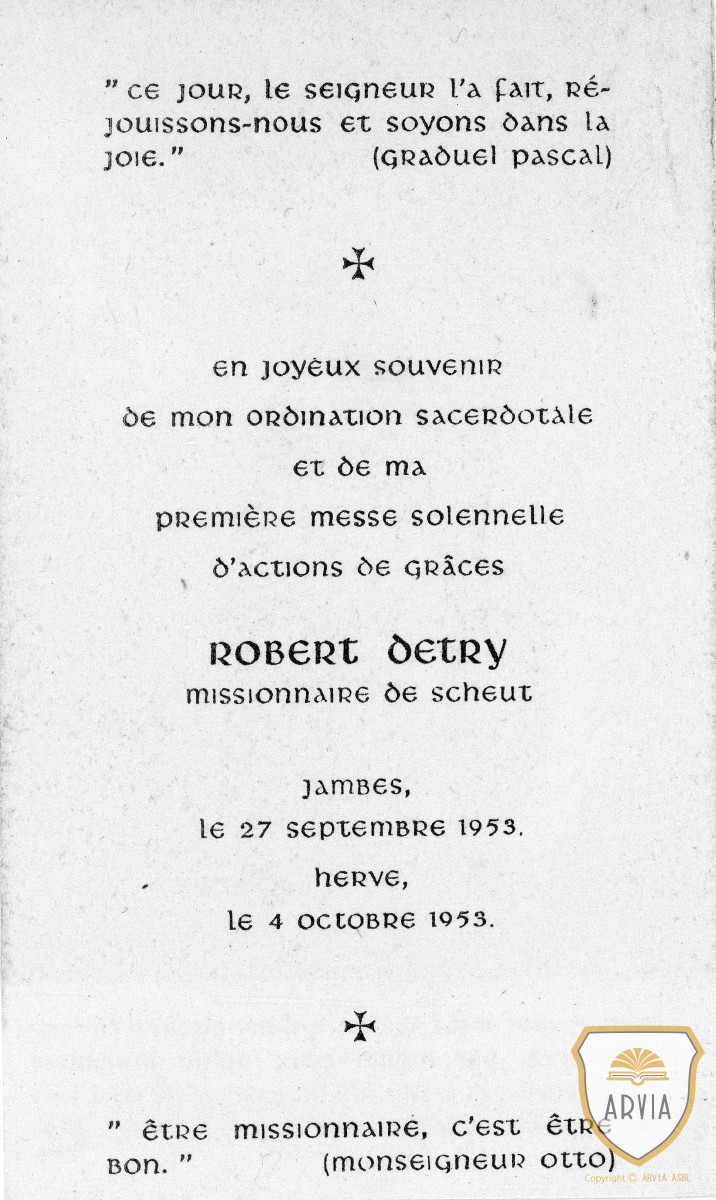 " Ce jour, le Seigneur l'a fait, ré-
jouissons-nous et soyons dans la
joie. " (Graduel pascal)
en joyeux souvenir
de mon ordination sacerdotale
et de ma
première messe solennelle
d'actions de grâces
Robert Detry
missionnaire de Scheut
Jambes,
le 27 septembre 1953.
Herve,
le 4 octobre 1953.
" Être missionnaire, c'est être
bon. " (Monseigneur Otto)
ARVIA
Copyright © ARVIA ASBL